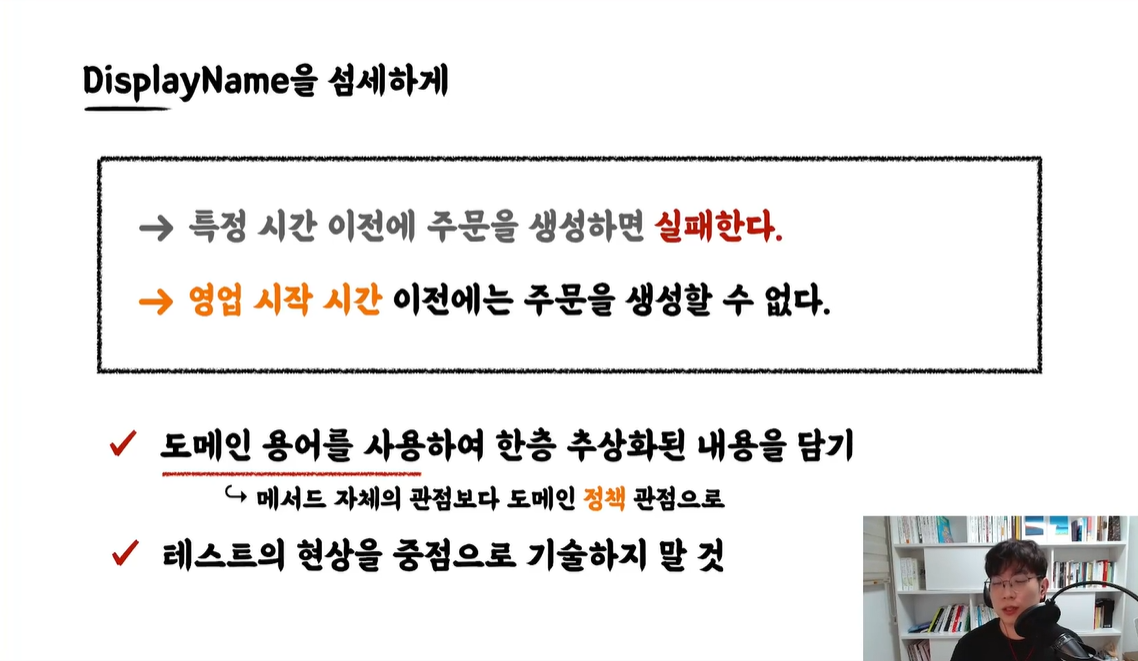 DisplayName을 섬세하게
→ 특정 시간 이전에 주문을 생성하면 실패한다.
→ 영업 시작 시간 이전에는 주문을 생성할 수 없다.
✓ 도메인 용어를 사용하여 한층 추상화된 내용을 담기
↪ 메서드 자체의 관점보다 도메인 정책 관점으로
✓ 테스트의 현상을 중점으로 기술하지 말 것